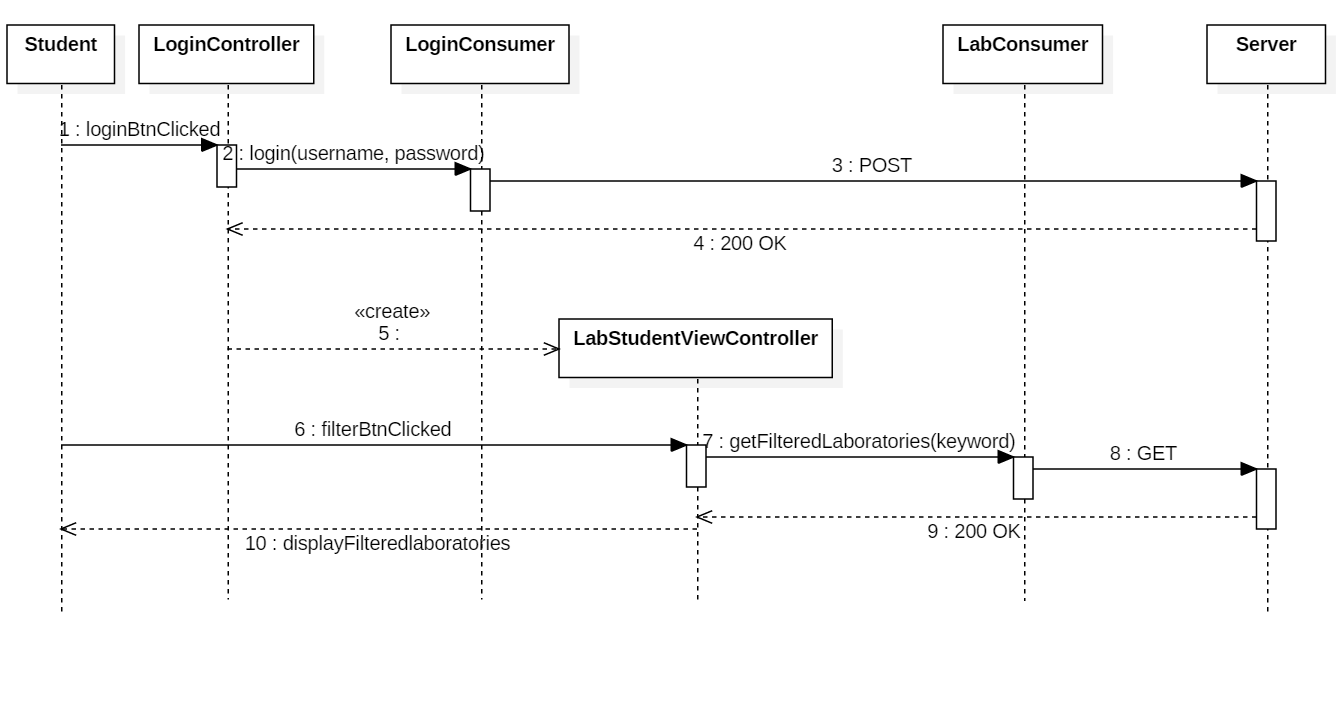 Student
LoginController
LoginConsumer
LabConsumer
Server
1 : loginBtnClicked
2 : login(username, password)
3 : POST
4 : 200 OK
«create»
5 :
LabStudentViewController
6 : filterBtnClicked
7 : getFilteredLaboratories(keyword)
8 : GET
9 : 200 OK
10 : displayFilteredlaboratories